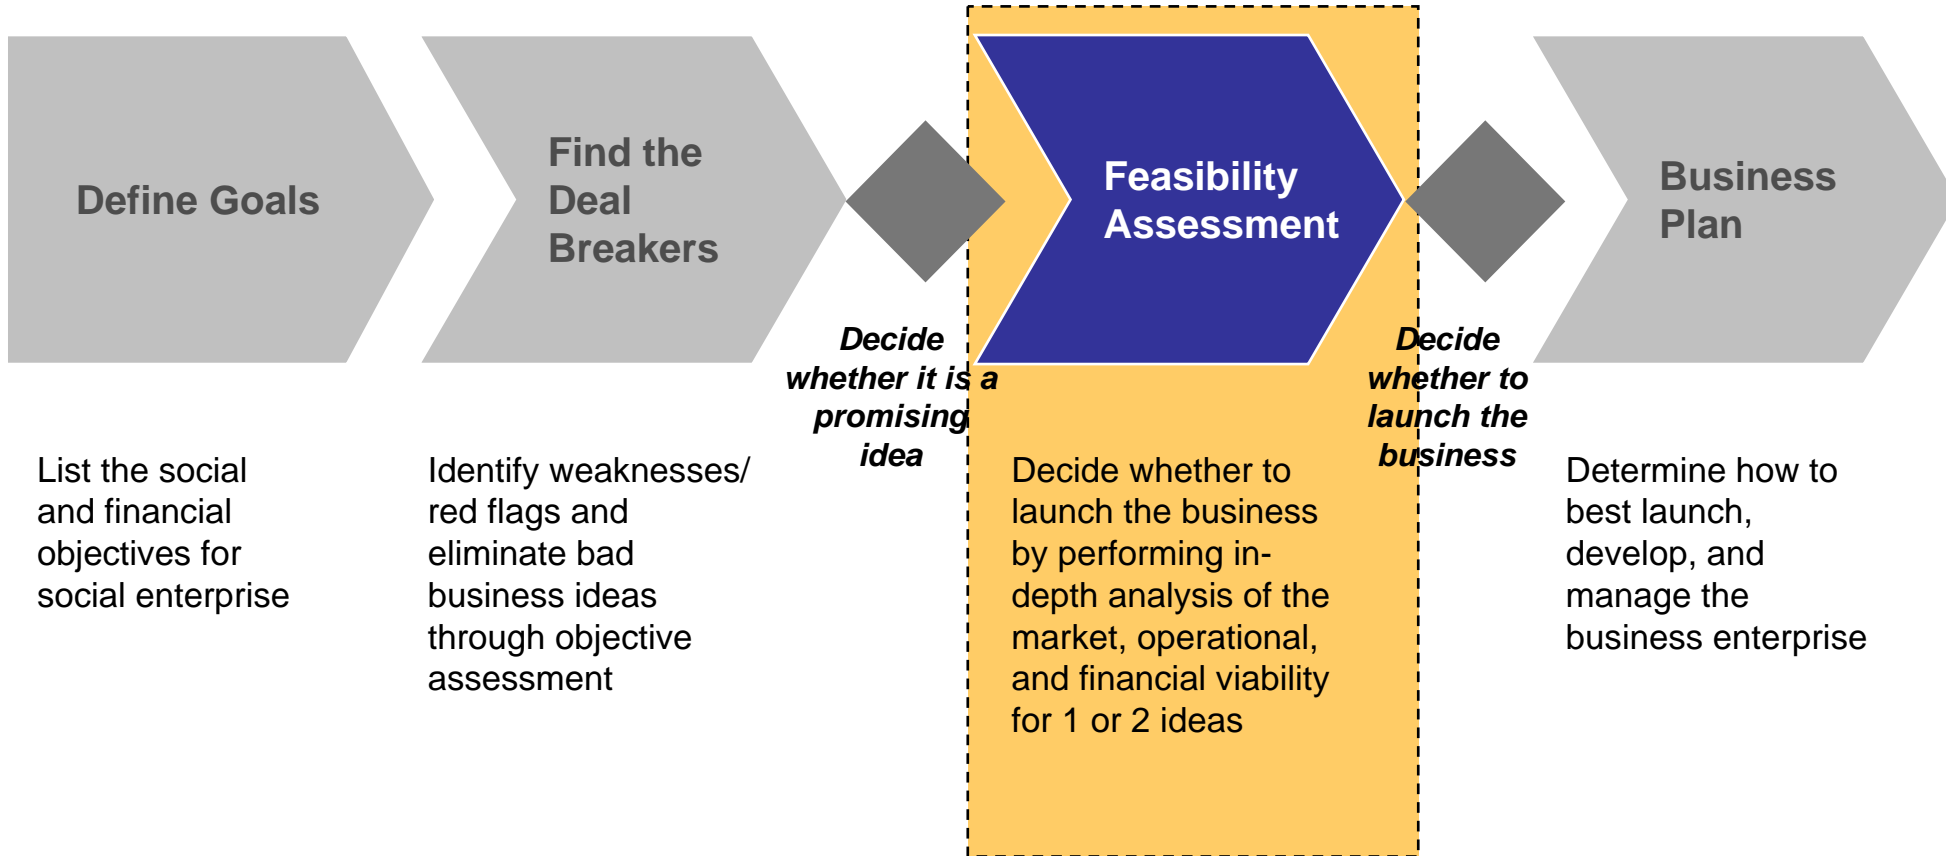 Define Goals
Find the
Deal
Breakers
Feasibility
Assessment
Business
Plan
Decide
whether it is a
promising
idea
Decide
whether to
launch the
business
List the social
and financial
objectives for
social enterprise
Identify weaknesses/
red flags and
eliminate bad
business ideas
through objective
assessment
Decide whether to
launch the business
by performing in-
depth analysis of the
market, operational,
and financial viability
for 1 or 2 ideas
Determine how to
best launch,
develop, and
manage the
business enterprise